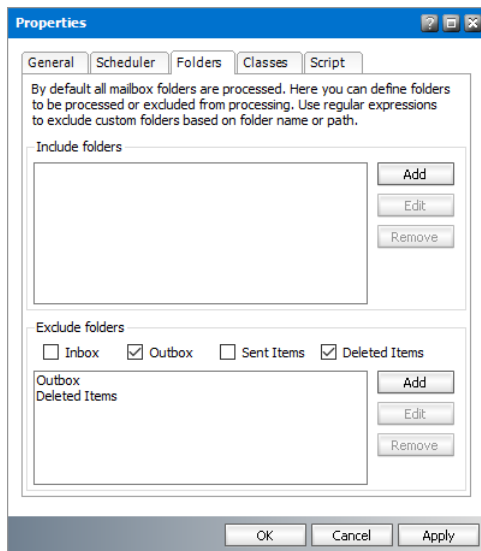 Properties
General Scheduler Folders Classes Script
By default all mailbox folders are processed. Here you can define folders
to be processed or excluded from processing. Use regular expressions
to exclude custom folders based on folder name or path.
Include folders
Add
Edit
Remove
Exclude folders
Inbox Outbox Sent Items Deleted Items
Outbox
Deleted Items
Add
Edit
Remove
OK Cancel Apply